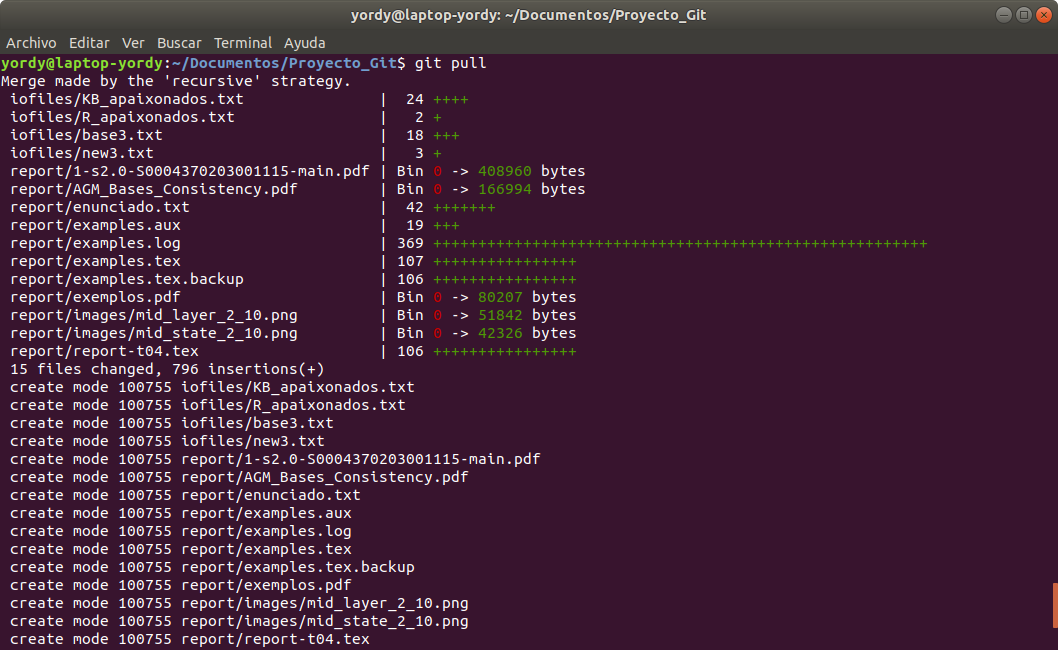 yordy@laptop-yordy: ~/Documentos/Proyecto_Git
Archivo Editar Ver Buscar Terminal Ayuda
yordy@laptop-yordy:~/Documentos/Proyecto_Git$ git pull
Merge made by the 'recursive' strategy.
 iofiles/KB_apaixonados.txt               |  24 ++++
 iofiles/R_apaixonados.txt                |   2 +
 iofiles/base3.txt                        |  18 +++
 iofiles/new3.txt                         |   3 +
 report/1-s2.0-S0004370203001115-main.pdf | Bin 0 -> 408960 bytes
 report/AGM_Bases_Consistency.pdf         | Bin 0 -> 166994 bytes
 report/enunciado.txt                     |  42 +++++++
 report/examples.aux                      |  19 +++
 report/examples.log                      | 369 +++++++++++++++++++++++++++++++++++++++++++++++++++++++
 report/examples.tex                      | 107 ++++++++++++++++
 report/examples.tex.backup               | 106 ++++++++++++++++
 report/exemplos.pdf                      | Bin 0 -> 80207 bytes
 report/images/mid_layer_2_10.png         | Bin 0 -> 51842 bytes
 report/images/mid_state_2_10.png         | Bin 0 -> 42326 bytes
 report/report-t04.tex                    | 106 ++++++++++++++++
 15 files changed, 796 insertions(+)
 create mode 100755 iofiles/KB_apaixonados.txt
 create mode 100755 iofiles/R_apaixonados.txt
 create mode 100755 iofiles/base3.txt
 create mode 100755 iofiles/new3.txt
 create mode 100755 report/1-s2.0-S0004370203001115-main.pdf
 create mode 100755 report/AGM_Bases_Consistency.pdf
 create mode 100755 report/enunciado.txt
 create mode 100755 report/examples.aux
 create mode 100755 report/examples.log
 create mode 100755 report/examples.tex
 create mode 100755 report/examples.tex.backup
 create mode 100755 report/exemplos.pdf
 create mode 100755 report/images/mid_layer_2_10.png
 create mode 100755 report/images/mid_state_2_10.png
 create mode 100755 report/report-t04.tex